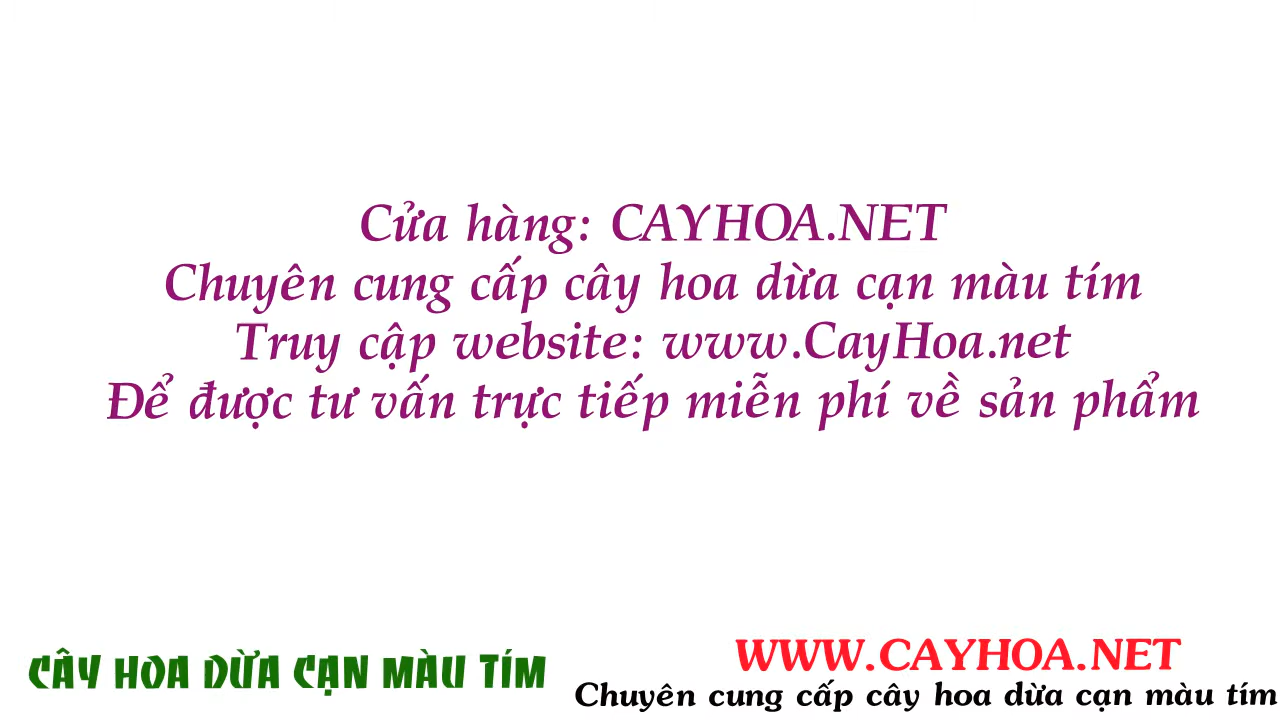 Cửa hàng: CAYHOA.NET
Chuyên cung cấp cây hoa dừa cạn màu tím
Truy cập website: www.CayHoa.net
Để được tư vấn trực tiếp miễn phí về sản phẩm
CÂY HOA DỪA CẠN MÀU TÍM
WWW.CAYHOA.NET
Chuyên cung cấp cây hoa dừa cạn màu tím